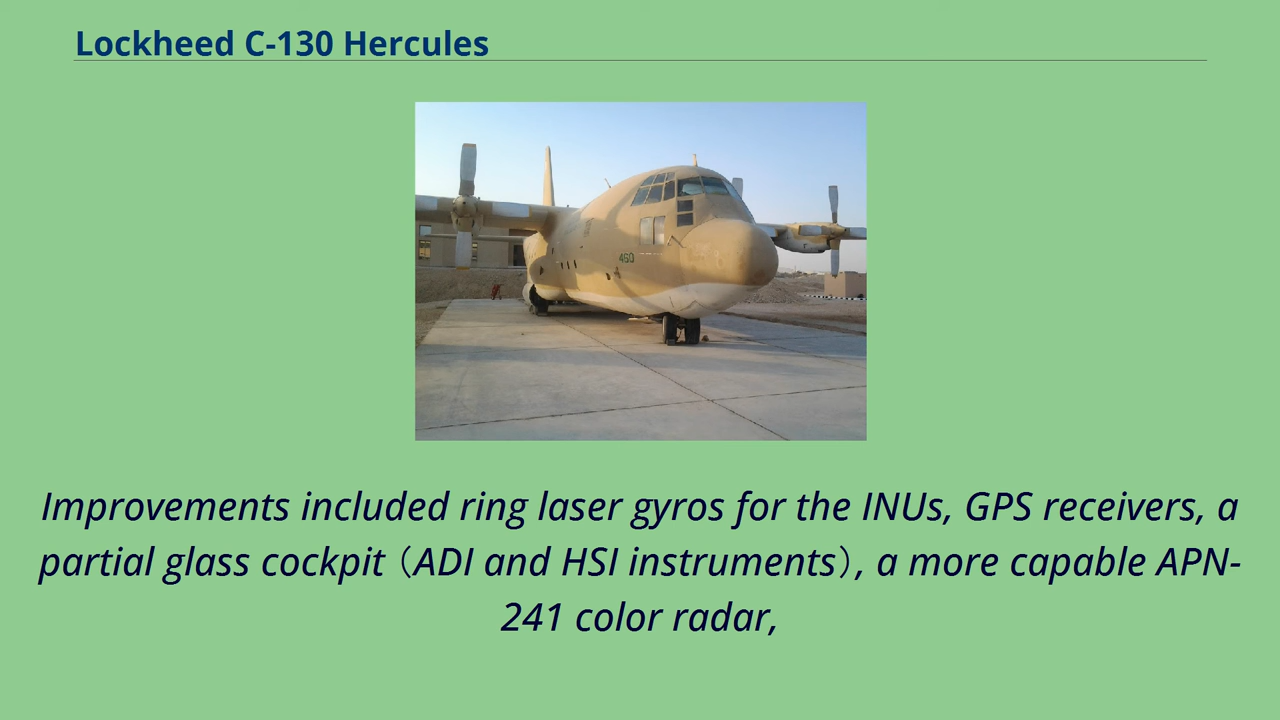 Lockheed C-130 Hercules
460
Improvements included ring laser gyros for the INUs, GPS receivers, a
partial glass cockpit（ADI and HSI instruments）, a more capable APN-
241 color radar,